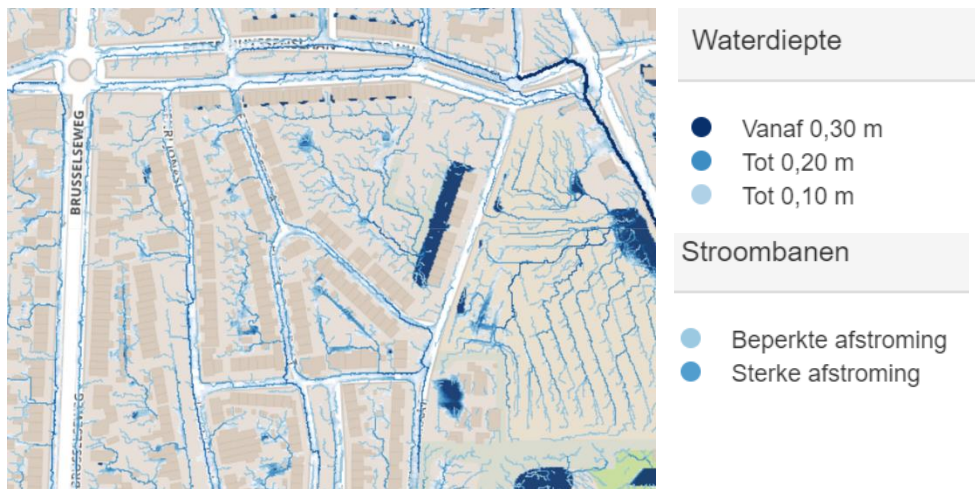 BRUSSELSEWEG
BRUSSELSEWEG
Waterdiepte
Vanaf 0,30 m
Tot 0,20 m
Tot 0,10 m
Stroombanen
Beperkte afstroming
Sterke afstroming